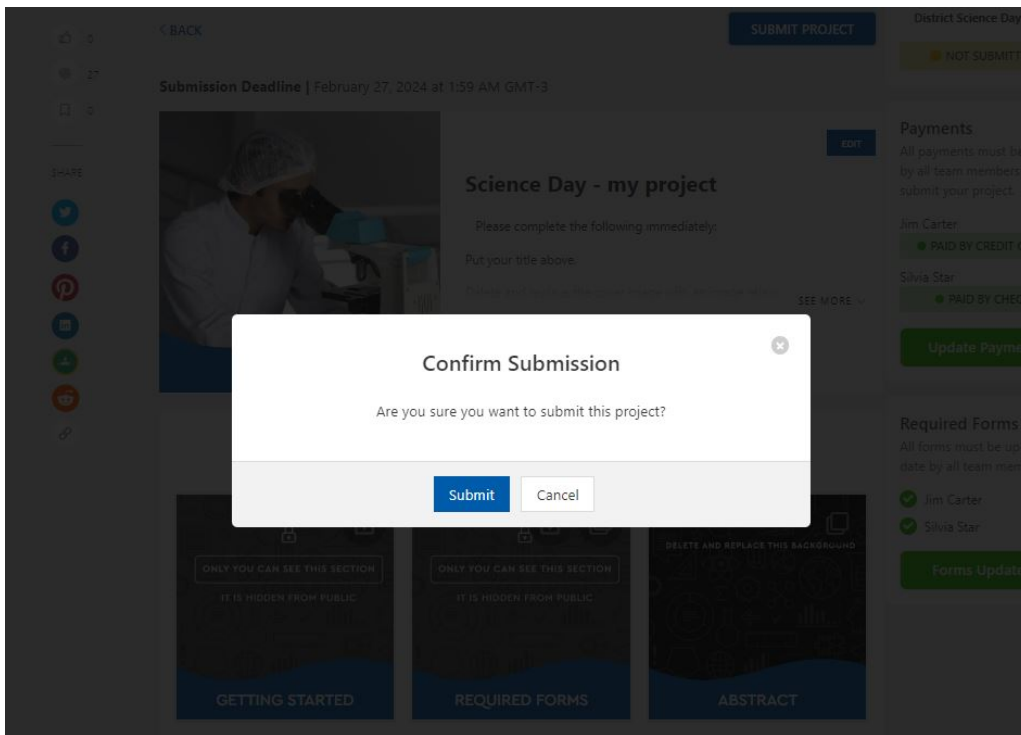 < BACK
SUBMIT PROJECT
District Science Day
NOT SUBMITT
Submission Deadline | February 27, 2024 at 1:59 AM GMT-3
27
SHARE
EDIT
Science Day - my project
Please complete the following immediately:
Put your title above.
SEE MORE
Payments
All payments must be
by all team members
submit your project.
Jim Carter
PAID BY CREDIT C
Silvia Star
PAID BY CHEC
Update Payme
Confirm Submission
Are you sure you want to submit this project?
Submit
Cancel
Required Forms
All forms must be up
date by all team mem
Jim Carter
Silvia Star
Forms Update
ONLY YOU CAN SEE THIS SECTION
IT IS HIDDEN FROM PUBLIC
GETTING STARTED
ONLY YOU CAN SEE THIS SECTION
IT IS HIDDEN FROM PUBLIC
REQUIRED FORMS
DELETE AND REPLACE THIS BACKGROUND
ABSTRACT